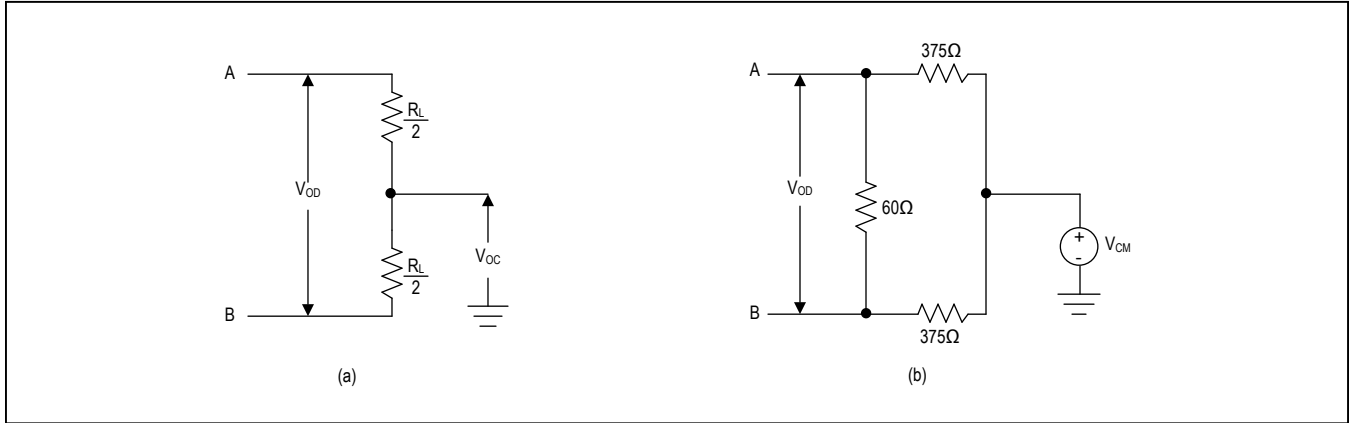 A
R_L
2
V_OD
V_OC
R_L
2
B
(a)
375Ω
A
V_OD
60Ω
+
-
V_CM
B
375Ω
(b)